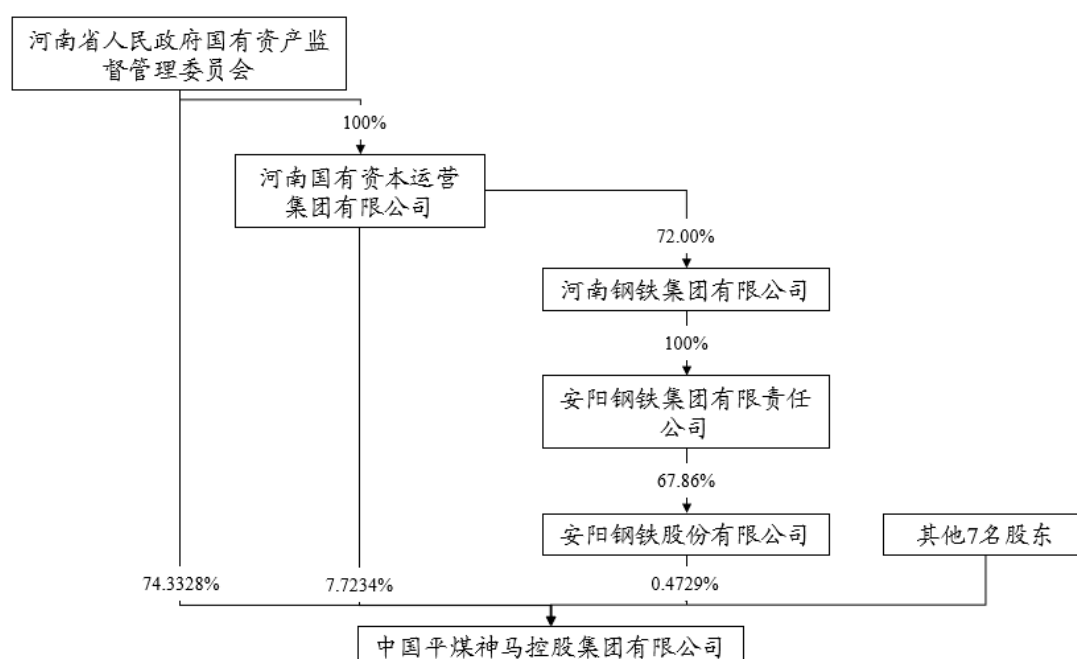 河南省人民政府国有资产监
督管理委员会
100%
河南国有资本运营
集团有限公司
72.00%
河南钢铁集团有限公司
100%
安阳钢铁集团有限责任
公司
67.86%
安阳钢铁股份有限公司
其他7名股东
74.3328%
7.7234%
0.4729%
中国平煤神马控股集团有限公司